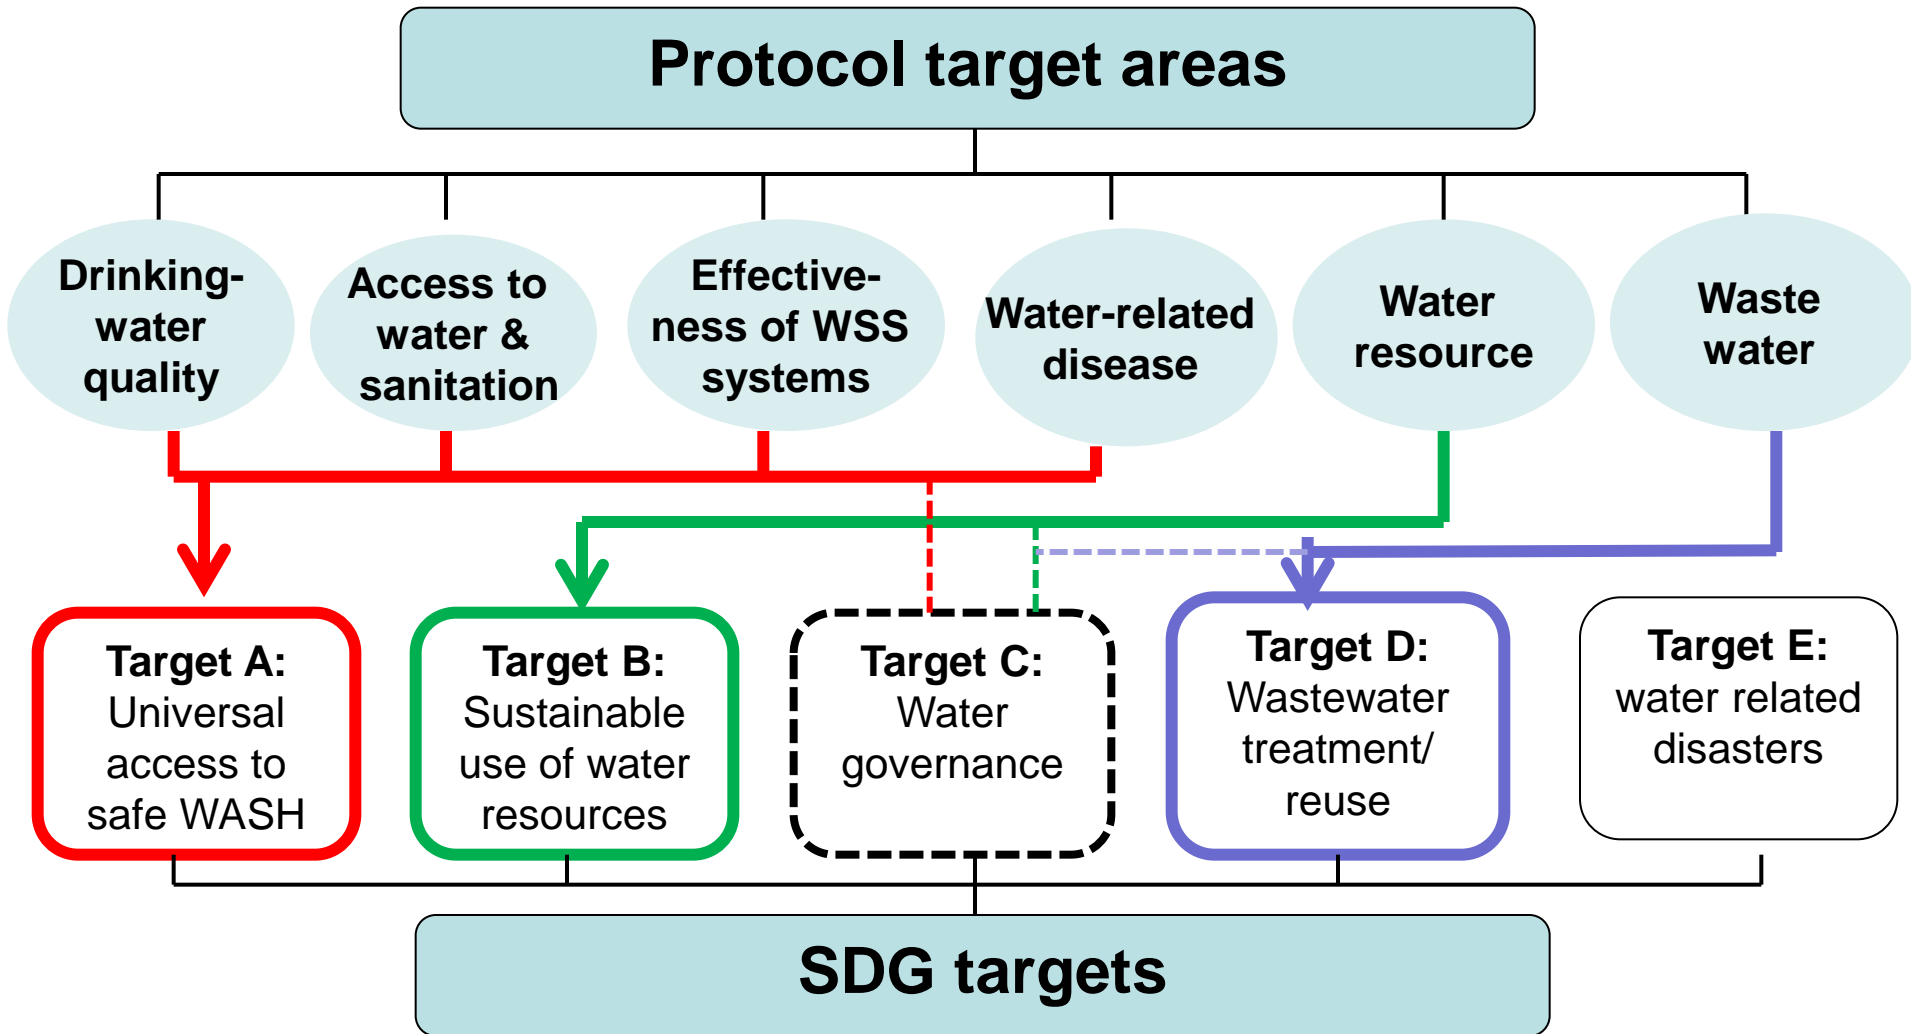 Protocol target areas
Drinking-
water
quality
Access to
water &
sanitation
Effective-
ness of WSS
systems
Water-related
disease
Water
resource
Waste
water
Target A:
Universal
access to
safe WASH
Target B:
Sustainable
use of water
resources
Target C:
Water
governance
Target D:
Wastewater
treatment/
reuse
Target E:
water related
disasters
SDG targets